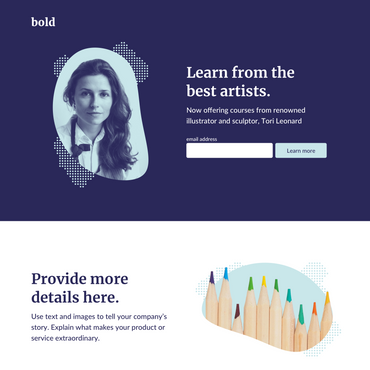 bold
Learn from the
best artists.
Now offering courses from renowned
illustrator and sculptor, Tori Leonard
email address
Learn more
Provide more
details here.
Use text and images to tell your company's
story. Explain what makes your product or
service extraordinary.